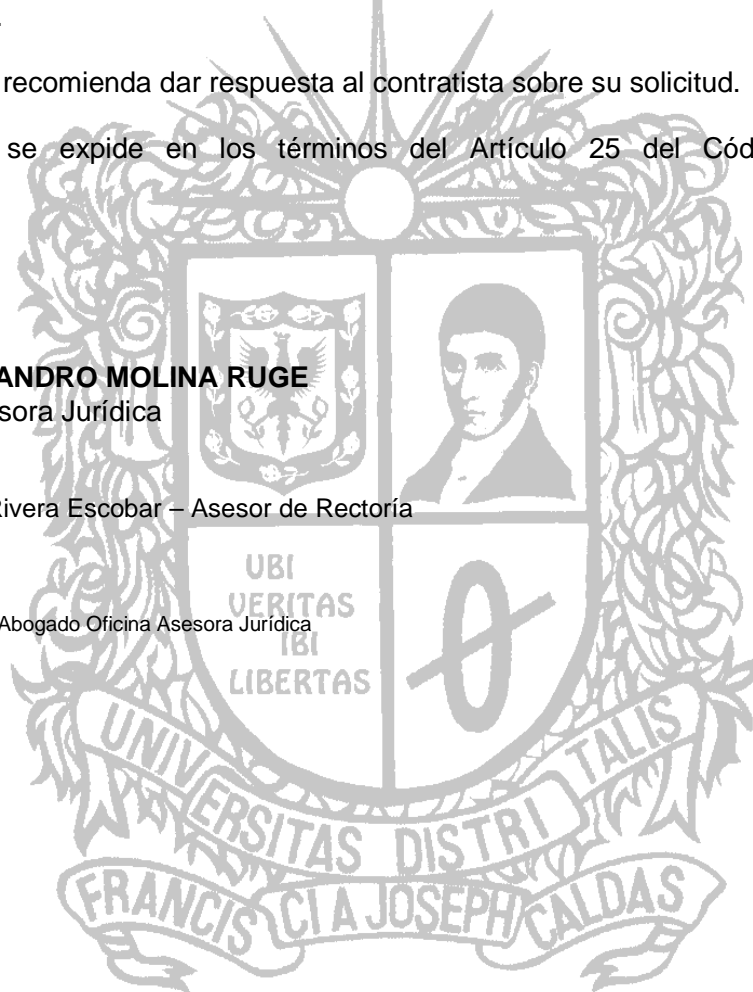 recomienda dar respuesta al contratista sobre su solicitud.
se expide en los términos del Artículo 25 del Cód
ANDRO MOLINA RUGE
sora Jurídica
Rivera Escobar – Asesor de Rectoría
Abogado Oficina Asesora Jurídica
UBI
VERITAS
IBI
LIBERTAS
UNIVERSITAS DISTRITALIS
FRANCISCI A JOSEPH CALDAS